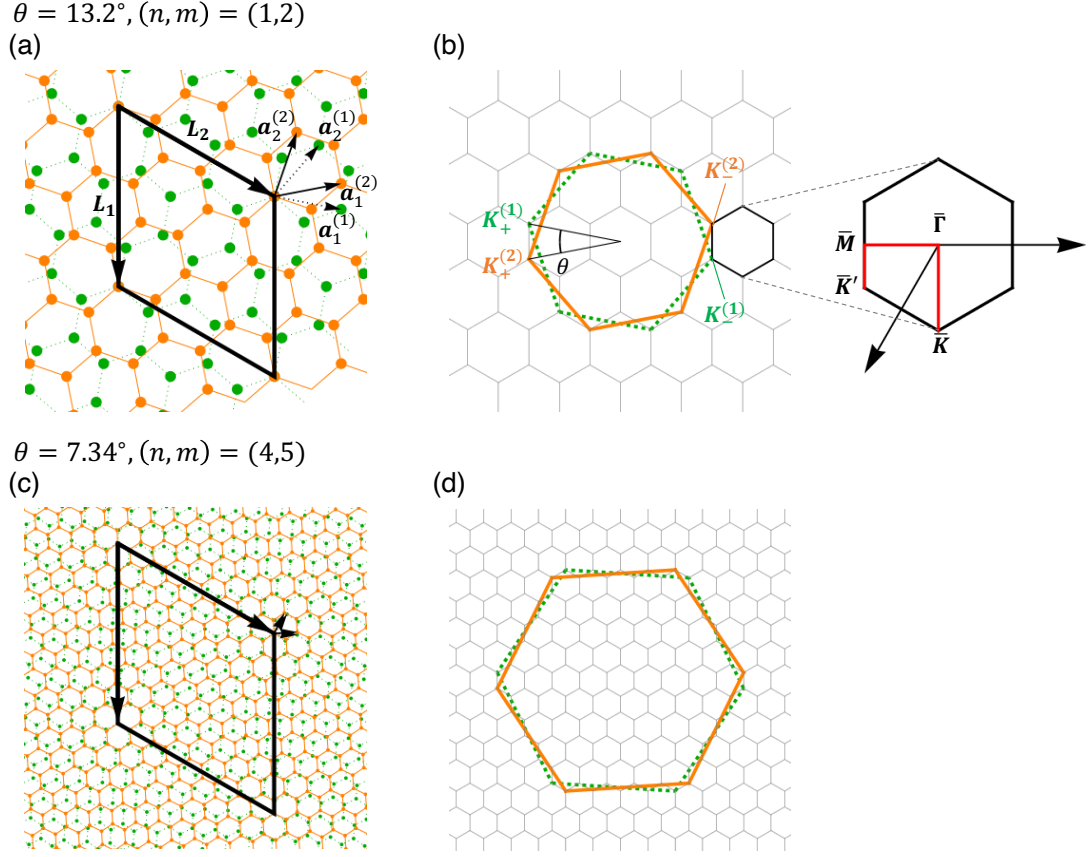 θ = 13.2°, (n, m) = (1,2)
(a)
(b)
L₂
a₂⁽²⁾
a₂⁽¹⁾
a₁⁽²⁾
L₁
a₁⁽¹⁾
K₋⁽²⁾
K₊⁽¹⁾
K₊⁽²⁾
θ
K₋⁽¹⁾
Γ̄
M̄
K̄′
K̄
θ = 7.34°, (n, m) = (4,5)
(c)
(d)